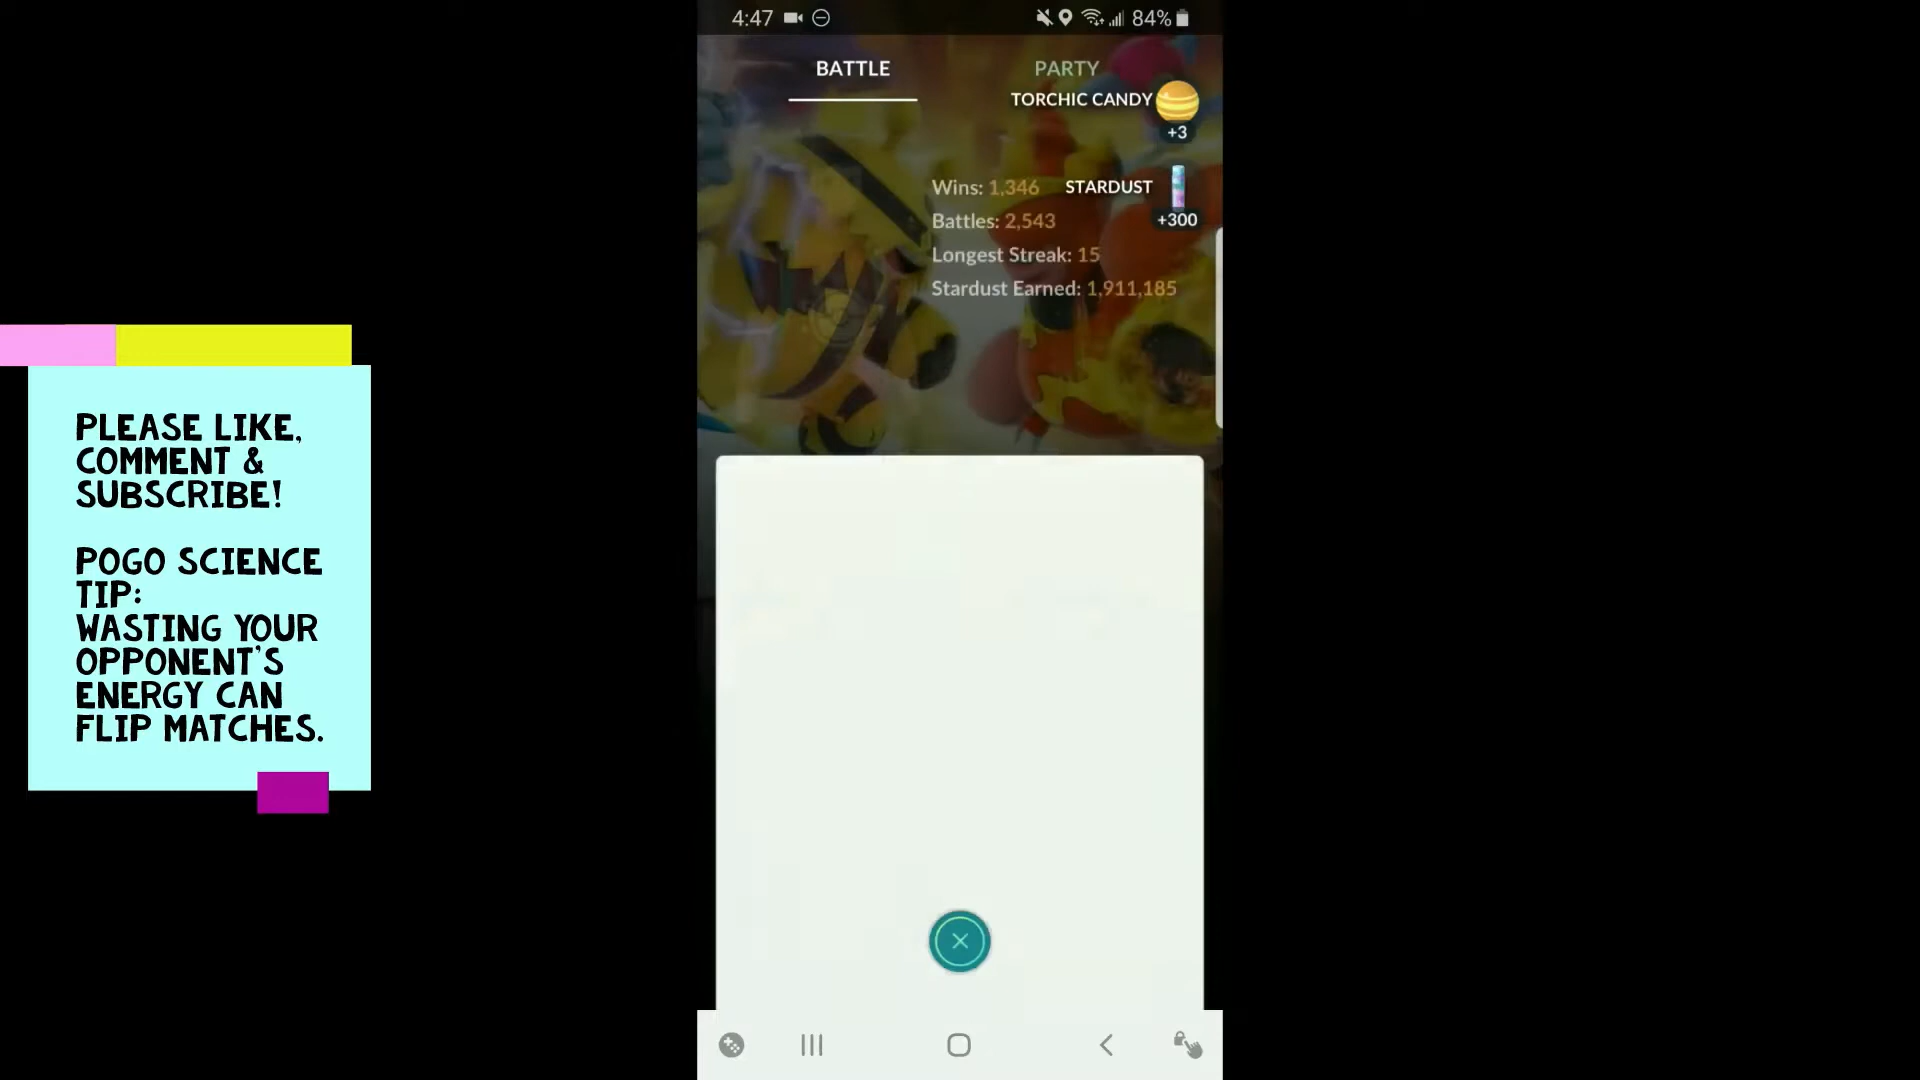 4:47
84%
BATTLE
PARTY
TORCHIC CANDY
+3
Wins: 1,346
STARDUST
+300
Battles: 2,543
Longest Streak: 15
Stardust Earned: 1,911,185
PLEASE LIKE,
COMMENT &
SUBSCRIBE!
POGO SCIENCE
TIP:
WASTING YOUR
OPPONENT'S
ENERGY CAN
FLIP MATCHES.